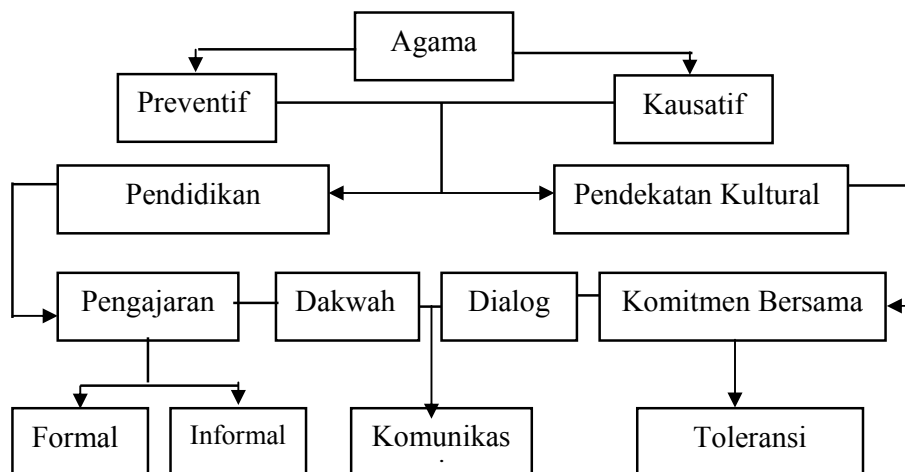 Agama
Preventif
Kausatif
Pendidikan
Pendekatan Kultural
Pengajaran
Dakwah
Dialog
Komitmen Bersama
Formal
Informal
Komunikas
Toleransi